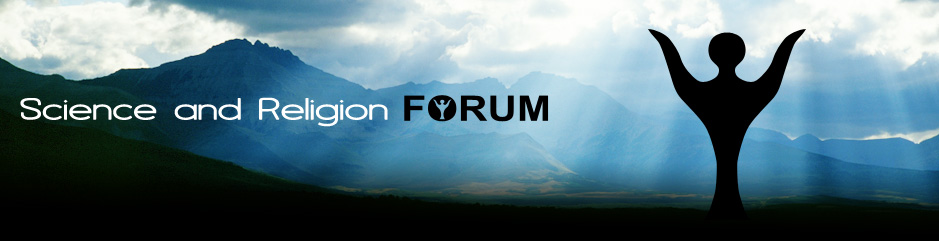 Science and Religion FORUM